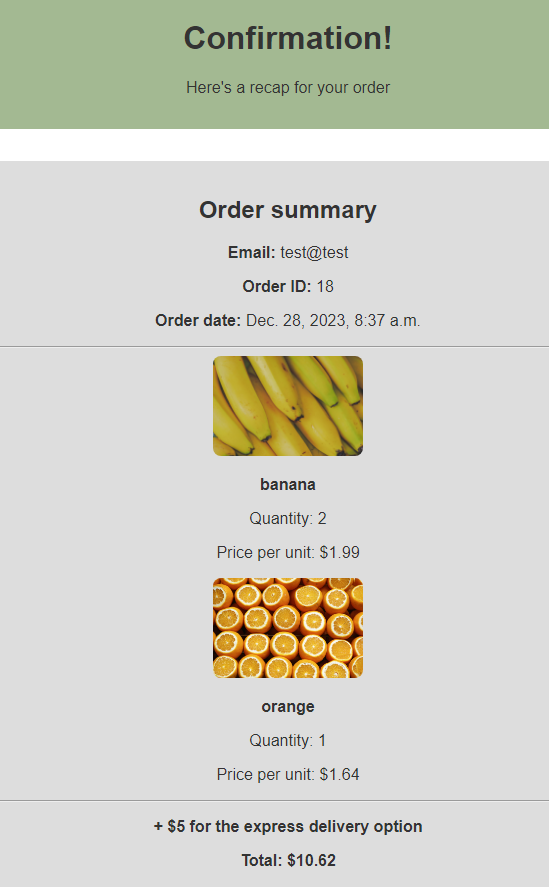 Confirmation!
Here's a recap for your order
Order summary
Email: test@test
Order ID: 18
Order date: Dec. 28, 2023, 8:37 a.m.
banana
Quantity: 2
Price per unit: $1.99
orange
Quantity: 1
Price per unit: $1.64
+ $5 for the express delivery option
Total: $10.62